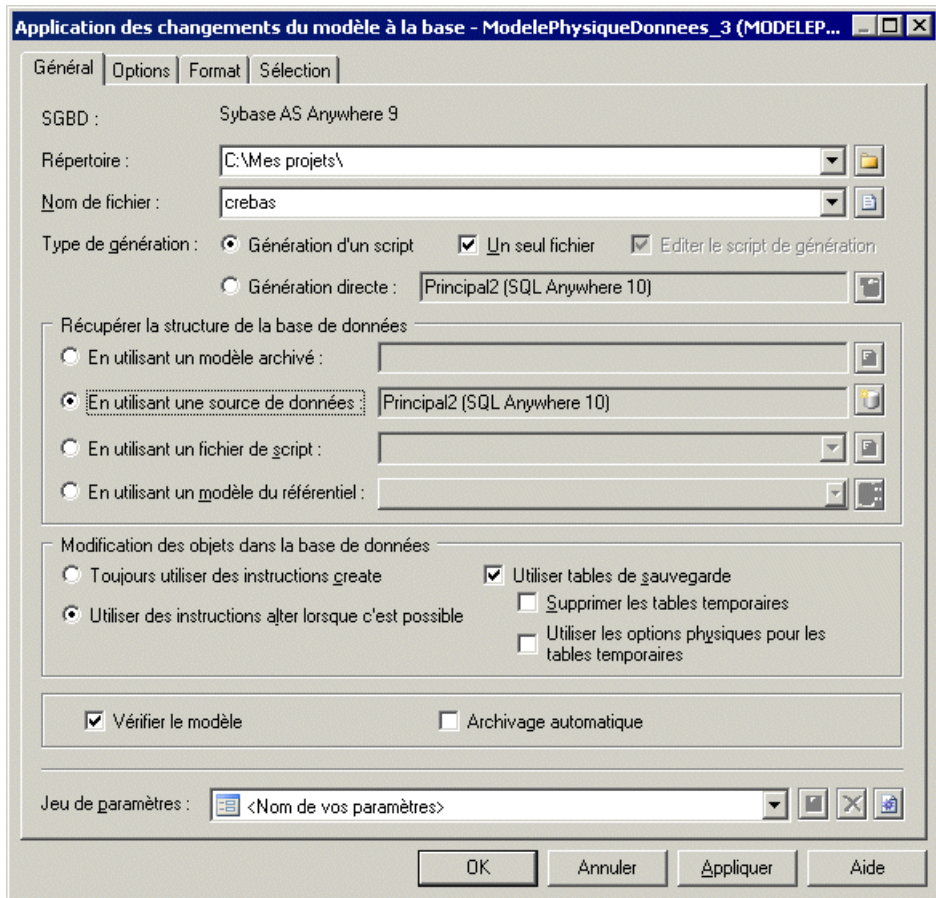 Application des changements du modèle à la base - ModelePhysiqueDonnees_3 (MODELEP...
Général Options Format Sélection
SGBD : Sybase AS Anywhere 9
Répertoire : C:\Mes projets\
Nom de fichier : crebas
Type de génération : Génération d'un script Un seul fichier Editer le script de génération
Génération directe : Principal2 (SQL Anywhere 10)
Récupérer la structure de la base de données
En utilisant un modèle archivé :
En utilisant une source de données : Principal2 (SQL Anywhere 10)
En utilisant un fichier de script :
En utilisant un modèle du référentiel :
Modification des objets dans la base de données
Toujours utiliser des instructions create Utiliser tables de sauvegarde
Supprimer les tables temporaires
Utiliser des instructions alter lorsque c'est possible
Utiliser les options physiques pour les
tables temporaires
Vérifier le modèle Archivage automatique
Jeu de paramètres : <Nom de vos paramètres>
OK Annuler Appliquer Aide